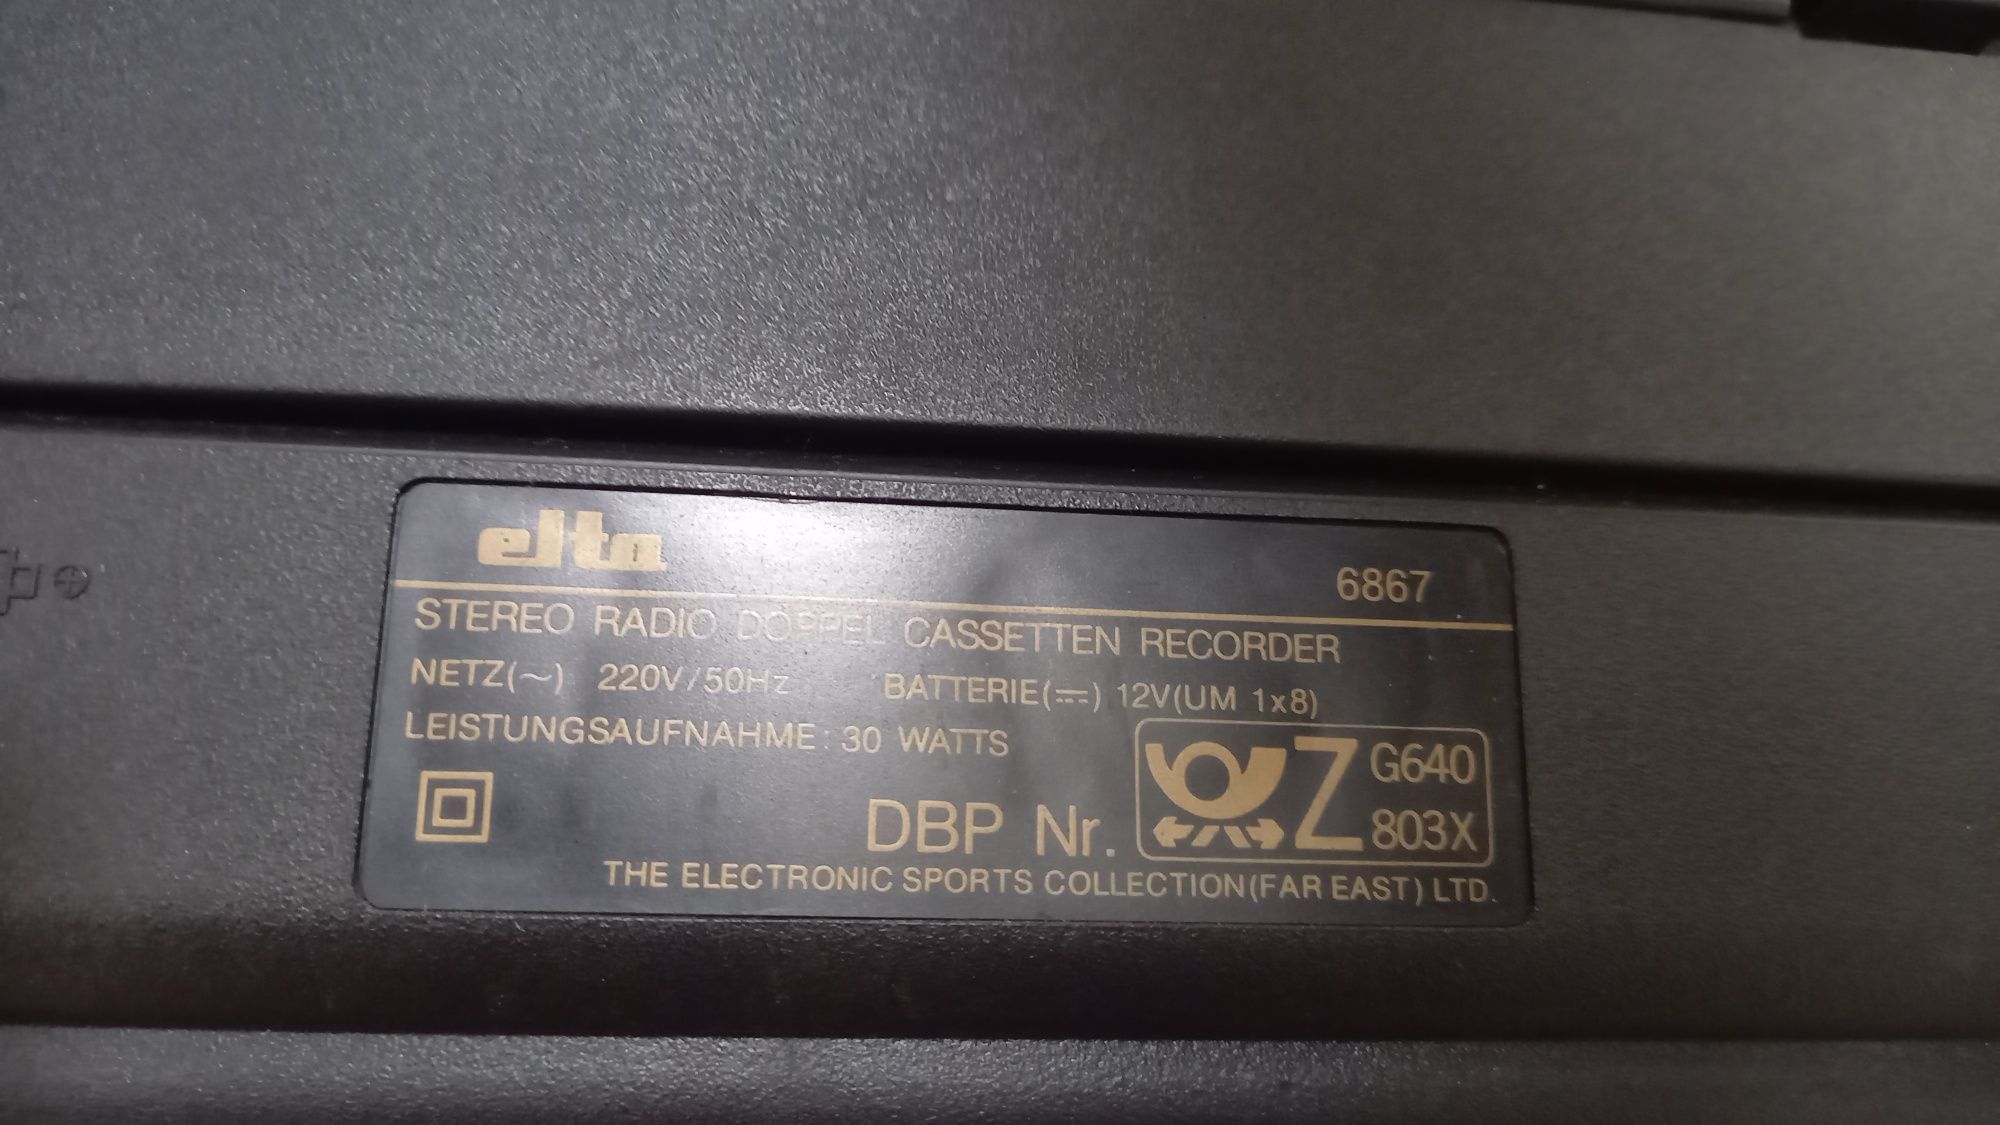 elta
6867
STEREO RADIO DOPPEL CASSETTEN RECORDER
NETZ(~) 220V/50Hz BATTERIE(⎓) 12V(UM 1x8)
LEISTUNGSAUFNAHME: 30 WATTS
DBP Nr. Z G640
803X
THE ELECTRONIC SPORTS COLLECTION(FAR EAST) LTD.